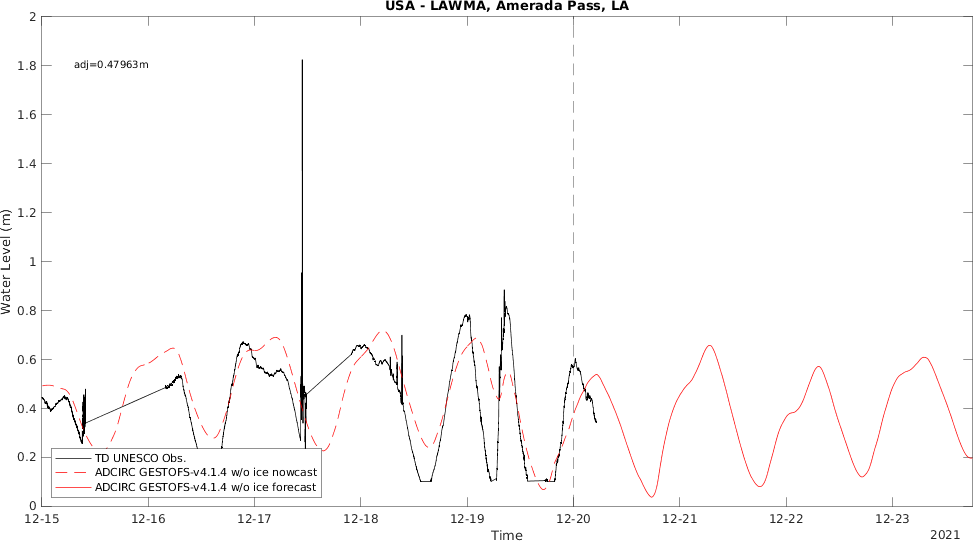 USA - LAWMA, Amerada Pass, LA
2
1.8
adj=0.47963m
1.6
1.4
1.2
1
0.8
0.6
0.4
0.2
0
Water Level (m)
TD UNESCO Obs.
ADCIRC GESTOFS-v4.1.4 w/o ice nowcast
ADCIRC GESTOFS-v4.1.4 w/o ice forecast
12-15 12-16 12-17 12-18 12-19 12-20 12-21 12-22 12-23
Time
2021